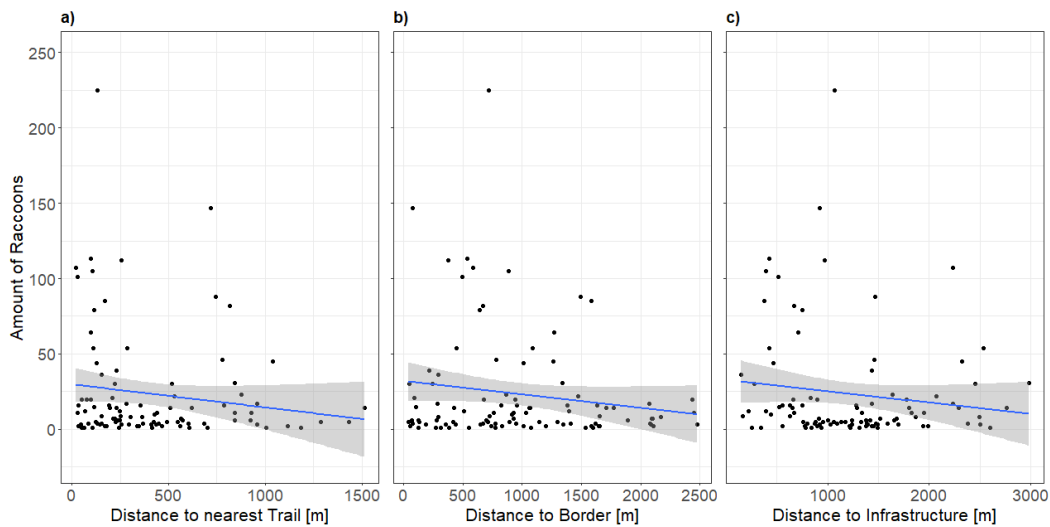 a) b) c)
250
200
150
100
50
0
Amount of Raccoons
0 500 1000 1500 0 500 1000 1500 2000 2500 1000 2000 3000
Distance to nearest Trail [m] Distance to Border [m] Distance to Infrastructure [m]